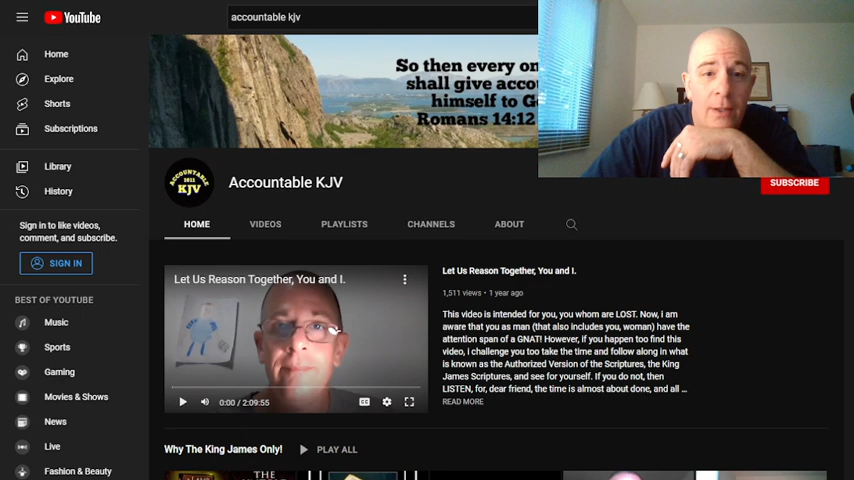 YouTube
accountable kjv
Home
Explore
Shorts
Subscriptions
Library
History
Sign in to like videos,
comment, and subscribe.
SIGN IN
BEST OF YOUTUBE
Music
Sports
Gaming
Movies & Shows
News
Live
Fashion & Beauty
So then every on
shall give acco
himself to G
Romans 14:12
ACCOUNTABLE
2021
KJV
Accountable KJV
SUBSCRIBE
HOME VIDEOS PLAYLISTS CHANNELS ABOUT
Let Us Reason Together, You and I.
0:00 / 2:09:55
Let Us Reason Together, You and I.
1,511 views • 1 year ago
This video is intended for you, you whom are LOST. Now, i am
aware that you as man (that also includes you, woman) have the
attention span of a GNAT! However, if you happen too find this
video, i challenge you too take the time and follow along in what
is known as the Authorized Version of the Scriptures, the King
James Scriptures, and see for yourself. If you do not, then
LISTEN, for, dear friend, the time is almost about done, and all ...
READ MORE
Why The King James Only! PLAY ALL
THE